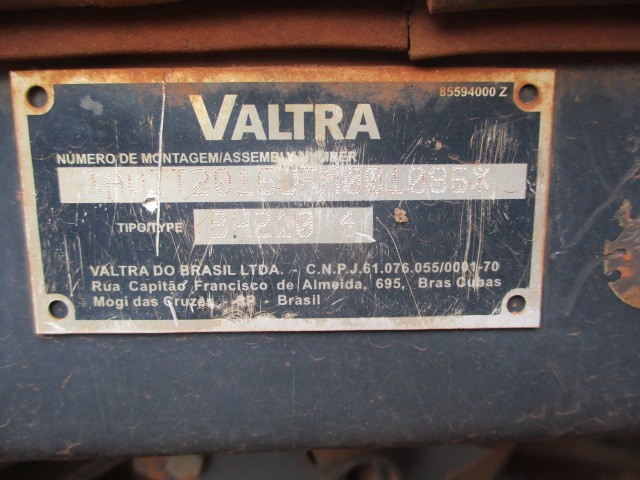 85594000 Z
VALTRA
NÚMERO DE MONTAGEM/ASSEMBLY NUMBER
TIPO/TYPE
VALTRA DO BRASIL LTDA. - C.N.P.J.61.076.055/0001-70
Rua Capitão Francisco de Almeida, 695, Bras Cubas
Mogi das Cruzes - SP - Brasil